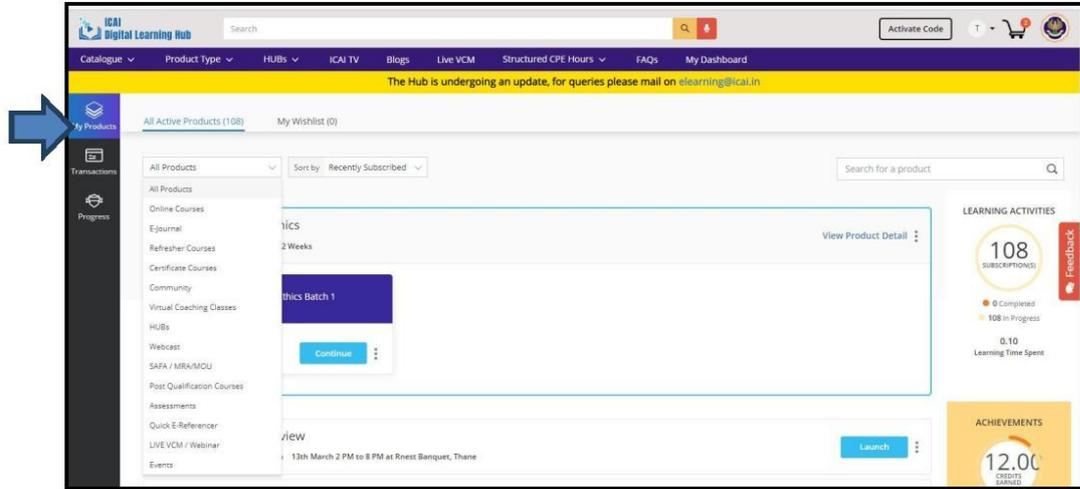 ICAI
Digital Learning Hub
Search
Activate Code
T
2
Catalogue
Product Type
HUBs
ICAI TV
Blogs
Live VCM
Structured CPE Hours
FAQs
My Dashboard
The Hub is undergoing an update, for queries please mail on elearning@icai.in
My Products
All Active Products (108)
My Wishlist (0)
Transactions
Progress
All Products
Sort by Recently Subscribed
Search for a product
All Products
Online Courses
E-Journal
Refresher Courses
Certificate Courses
Community
Virtual Coaching Classes
HUBs
Webcast
SAFA / MRA/MOU
Post Qualification Courses
Assessments
Quick E-Referencer
LIVE VCM / Webinar
Events
hics
2 Weeks
View Product Detail
thics Batch 1
Continue
view
13th March 2 PM to 8 PM at Rnest Banquet, Thane
Launch
LEARNING ACTIVITIES
108
SUBSCRIPTION(S)
0 Completed
108 In Progress
0.10
Learning Time Spent
Feedback
ACHIEVEMENTS
12.00
CREDITS
EARNED